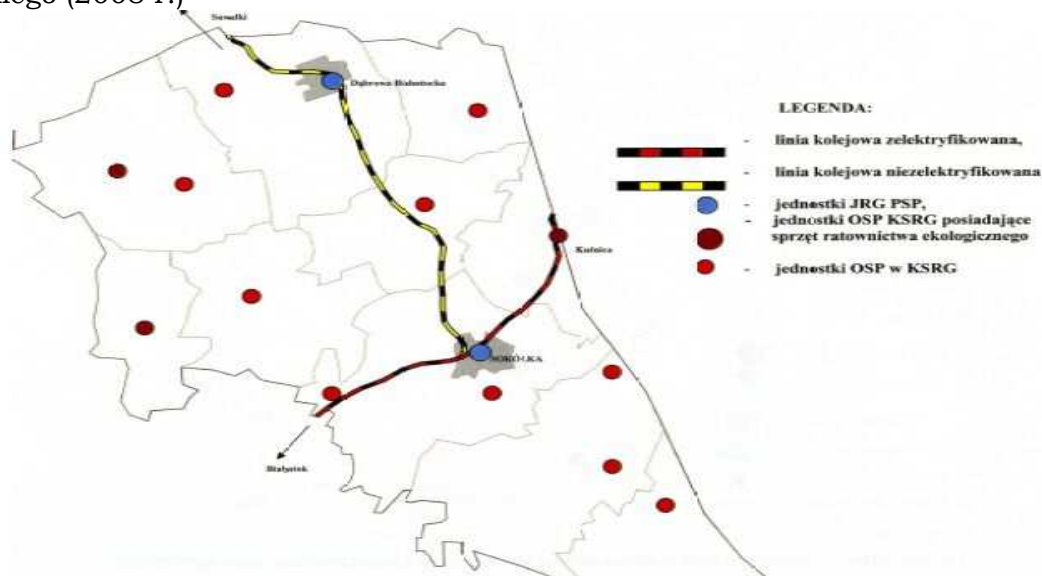 nego (2008 r.)
Suwałki
Dąbrowa Białostocka
Kuźnica
SOKÓŁKA
Białystok
LEGENDA:
- linia kolejowa zelektryfikowana,
- linia kolejowa niezelektryfikowana
- jednostki JRG PSP,
- jednostki OSP KSRG posiadające
sprzęt ratownictwa ekologicznego
- jednostki OSP w KSRG